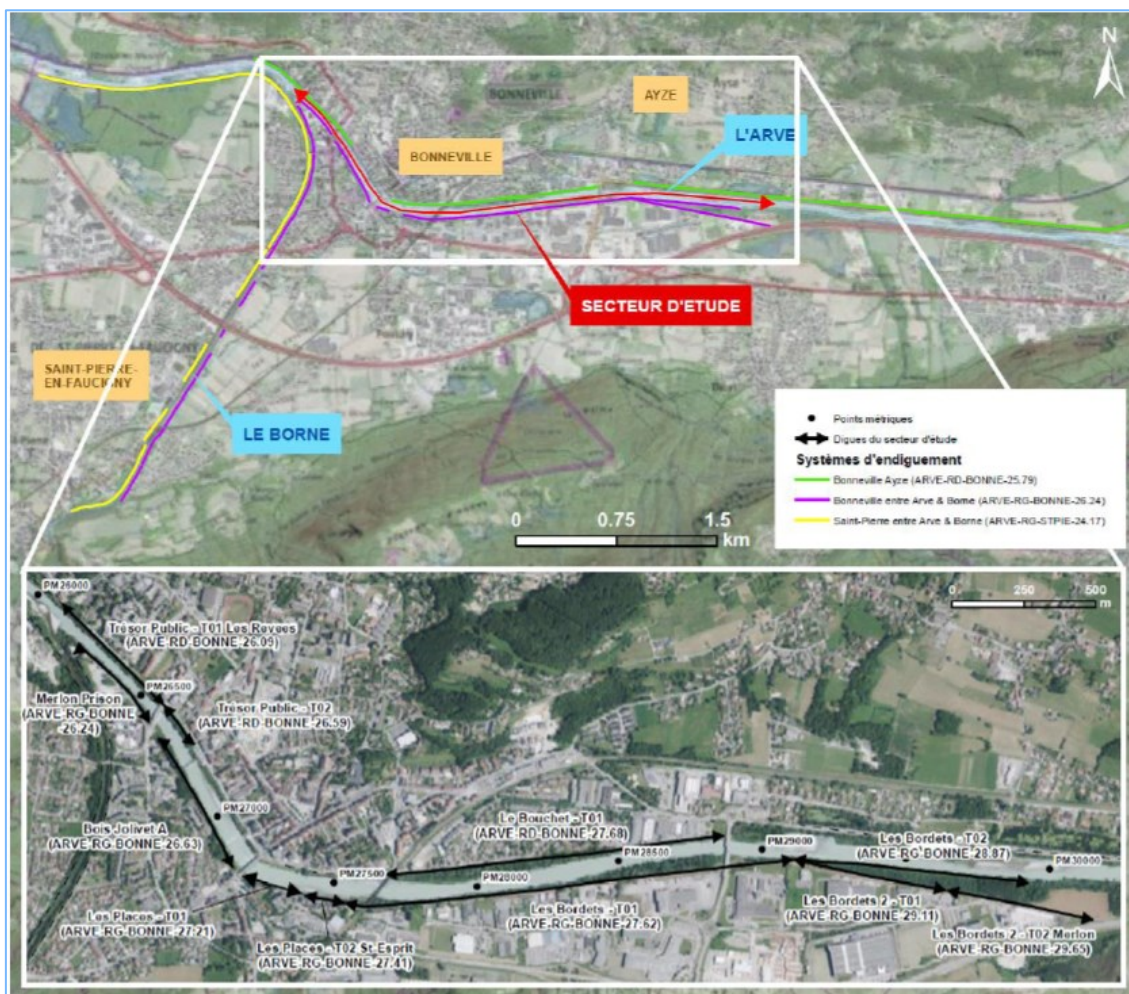 N
AYZE
BONNEVILLE
BONNEVILLE
L'ARVE
SECTEUR D'ETUDE
SAINT-PIERRE-
EN-FAUCIGNY
LE BORNE
0 0.75 1.5
km
Points métriques
Digues du secteur d'étude
Systèmes d'endiguement
Bonneville Ayze (ARVE-RD-BONNE-25.79)
Bonneville entre Arve & Borne (ARVE-RG-BONNE-26.24)
Saint-Pierre entre Arve & Borne (ARVE-RG-STPIE-24.17)
0 250 500
m
PM26000
Trésor Public - T01 Les Revees
(ARVE-RD-BONNE-26.09)
PM26500
Merlon Prison
(ARVE-RG-BONNE
-26.24)
Trésor Public - T02
(ARVE-RD-BONNE-26.59)
PM27000
Bois Jolivet A
(ARVE-RG-BONNE-26.63)
Le Bouchet - T01
(ARVE-RD-BONNE-27.68)
PM27500
PM28000
PM28500
PM29000
Les Bordets - T02
(ARVE-RG-BONNE-28.87)
PM30000
Les Places - T01
(ARVE-RG-BONNE-27.21)
Les Places - T02 St-Esprit
(ARVE-RG-BONNE-27.41)
Les Bordets - T01
(ARVE-RG-BONNE-27.62)
Les Bordets 2 - T01
(ARVE-RG-BONNE-29.11)
Les Bordets 2 - T02 Merlon
(ARVE-RG-BONNE-29.65)